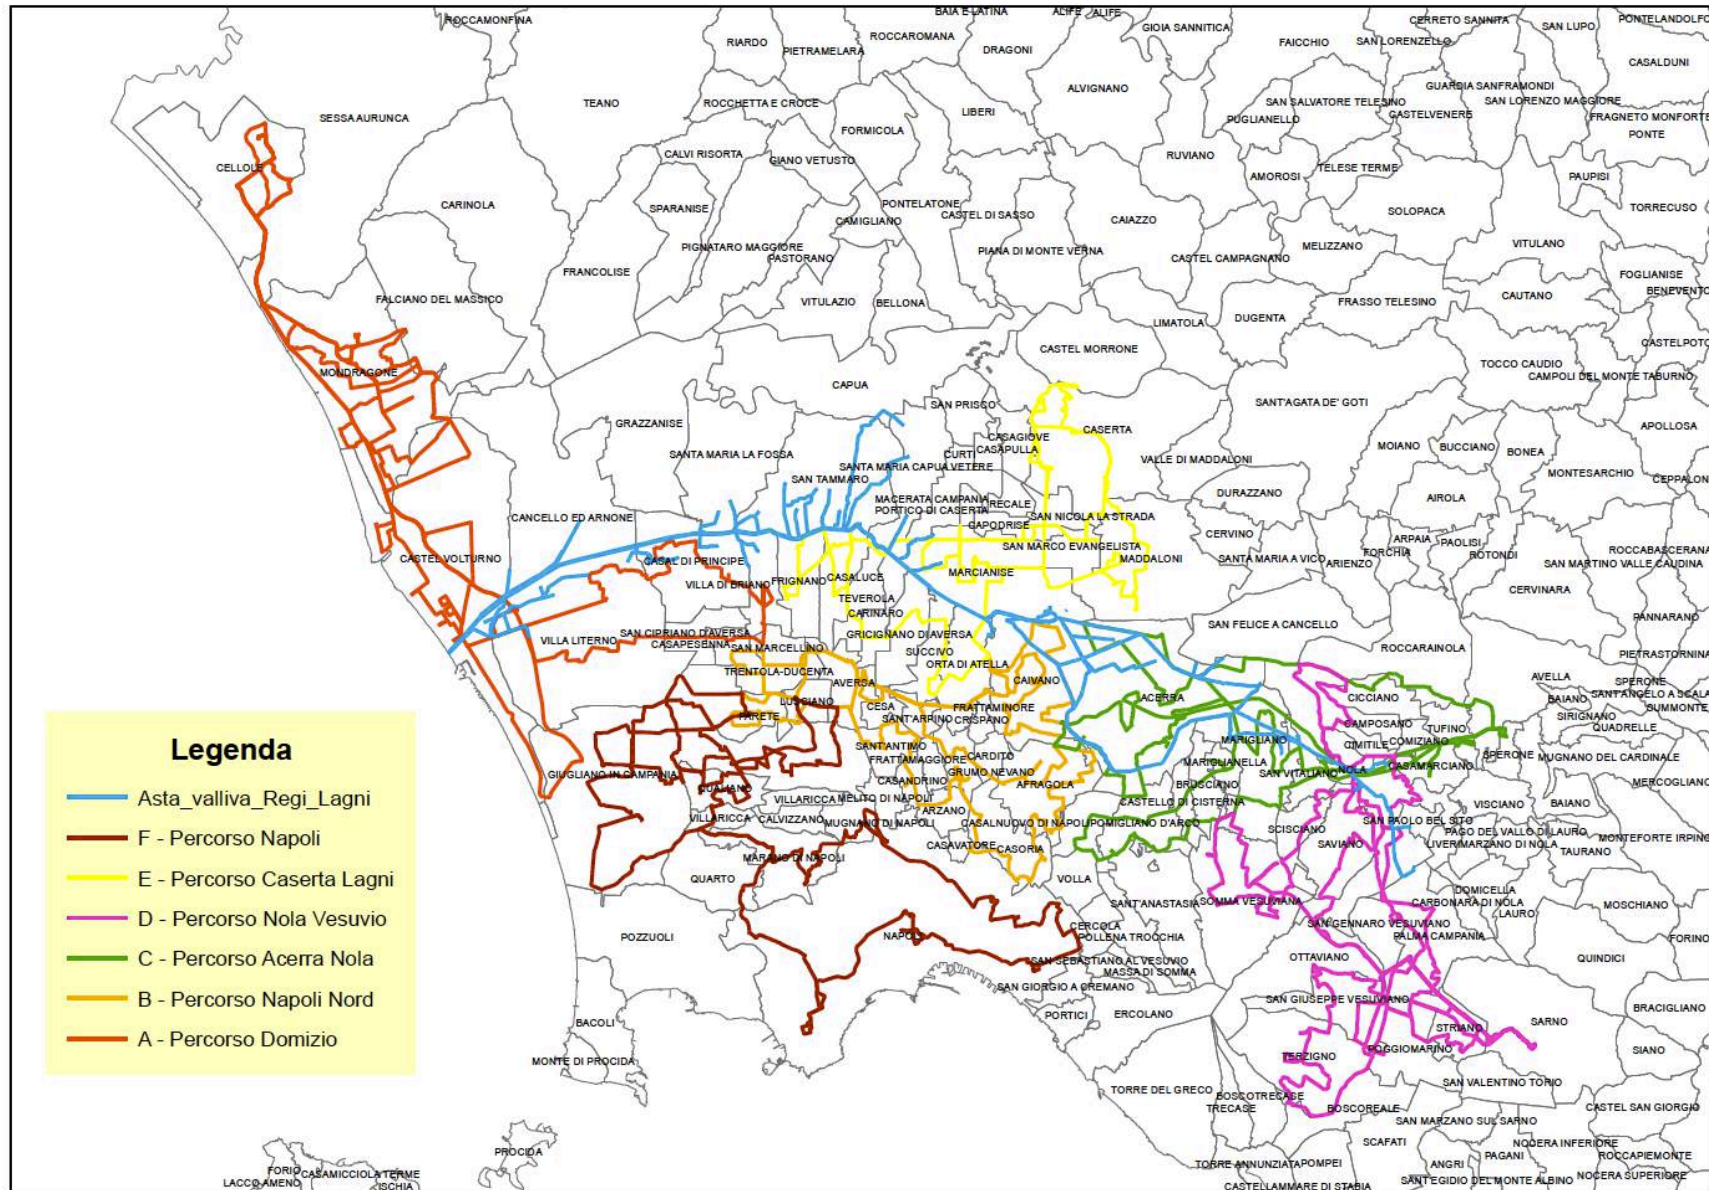 ROCCAMONFINA
BAIA E LATINA
ALIFE
ALIFE
GIOIA SANNITICA
CERRETO SANNITA
SAN LUPO
PONTELANDOLFO
RIARDO
PIETRAMELARA
ROCCAROMANA
DRAGONI
FAICCHIO
SAN LORENZELLO
CASALDUNI
ALVIGNANO
GUARDIA SANFRAMONDI
SAN LORENZO MAGGIORE
SESSA AURUNCA
TEANO
ROCCHETTA E CROCE
LIBERI
SAN SALVATORE TELESINO
PUGLIANELLO
CASTELVENERE
FRAGNETO MONFORTE
PONTE
FORMICOLA
CELLOLE
CALVI RISORTA
GIANO VETUSTO
RUVIANO
TELESE TERME
AMOROSI
PAUPISI
CARINOLA
SPARANISE
PONTELATONE
CAMIGLIANO
CASTEL DI SASSO
CAIAZZO
SOLOPACA
TORRECUSO
PIGNATARO MAGGIORE
PASTORANO
PIANA DI MONTE VERNA
CASTEL CAMPAGNANO
MELIZZANO
VITULANO
FRANCOLISE
FOGLIANISE
BENEVENTO
FALCIANO DEL MASSICO
VITULAZIO
BELLONA
FRASSO TELESINO
CAUTANO
LIMATOLA
DUGENTA
CASTELPOTO
CASTEL MORRONE
TOCCO CAUDIO
CAMPOLI DEL MONTE TABURNO
MONDRAGONE
CAPUA
SAN PRISCO
SANT'AGATA DE' GOTI
GRAZZANISE
CASAGIOVE
CASAPULLA
CASERTA
APOLLOSA
CURTI
MOIANO
BUCCIANO
BONEA
SANTA MARIA LA FOSSA
SANTA MARIA CAPUA VETERE
VALLE DI MADDALONI
MONTESARCHIO
CEPPALONI
SAN TAMMARO
DURAZZANO
AIROLA
MACERATA CAMPANIA
RECALE
PORTICO DI CASERTA
CANCELLO ED ARNONE
CAPODRISE
SAN NICOLA LA STRADA
CERVINO
ARPAIA
PAOLISI
FORCHIA
ROTONDI
ROCCABASCERANA
CASTEL VOLTURNO
CASAL DI PRINCIPE
SAN MARCO EVANGELISTA
MADDALONI
SANTA MARIA A VICO
ARIENZO
SAN MARTINO VALLE CAUDINA
VILLA DI BRIANO
FRIGNANO
CASALUCE
MARCIANISE
CERVINARA
TEVEROLA
CARINARO
PANNARANO
SAN FELICE A CANCELLO
VILLA LITERNO
SAN CIPRIANO D'AVERSA
CASAPESENNA
SAN MARCELLINO
GRICIGNANO DI AVERSA
SUCCIVO
ROCCARAINOLA
PIETRASTORNINA
ORTA DI ATELLA
TRENTOLA-DUCENTA
AVERSA
CAIVANO
AVELLA
SPERONE
SANT'ANGELO A SCALA
LUSCIANO
CESA
ACERRA
CICCIANO
BAIANO
SUMMONTE
PARETE
FRATTAMINORE
SANT'ARPINO
CRISPANO
CAMPOSANO
TUFINO
SIRIGNANO
QUADRELLE
SANT'ANTIMO
MARIGLIANO
CIMITILE
COMIZIANO
FRATTAMAGGIORE
CARDITO
MARIGLIANELLA
SPERONE
MUGNANO DEL CARDINALE
CASAMARCIANO
GIUGLIANO IN CAMPANIA
GRUMO NEVANO
SAN VITALIANO
NOLA
CASANDRINO
AFRAGOLA
BRUSCIANO
MERCOGLIANO
QUALIANO
VILLARICCA
MELITO DI NAPOLI
CASTELLO DI CISTERNA
VISCIANO
BAIANO
ARZANO
VILLARICCA
CALVIZZANO
MUGNANO DI NAPOLI
CASALNUOVO DI NAPOLI
POMIGLIANO D'ARCO
SCISCIANO
SAN PAOLO BEL SITO
PAGO DEL VALLO DI LAURO
MONTEFORTE IRPINO
CASAVATORE
CASORIA
SAVIANO
LIVERI
MARZANO DI NOLA
TAURANO
MARANO DI NAPOLI
QUARTO
VOLLA
DOMICELLA
SANT'ANASTASIA
SOMMA VESUVIANA
CARBONARA DI NOLA
LAURO
MOSCHIANO
CERCOLA
SAN GENNARO VESUVIANO
PALMA CAMPANIA
FORINO
POZZUOLI
NAPOLI
POLLENA TROCCHIA
SAN SEBASTIANO AL VESUVIO
OTTAVIANO
QUINDICI
MASSA DI SOMMA
SAN GIORGIO A CREMANO
SAN GIUSEPPE VESUVIANO
BRACIGLIANO
PORTICI
ERCOLANO
STRIANO
SARNO
BACOLI
POGGIOMARINO
SIANO
MONTE DI PROCIDA
TERZIGNO
SAN VALENTINO TORIO
TORRE DEL GRECO
BOSCOTRECASE
TRECASE
BOSCOREALE
CASTEL SAN GIORGIO
SAN MARZANO SUL SARNO
SCAFATI
NOCERA INFERIORE
PROCIDA
PAGANI
ROCCAPIEMONTE
TORRE ANNUNZIATA
POMPEI
ANGRI
FORIO
CASAMICCIOLA TERME
LACCO AMENO
ISCHIA
CASTELLAMMARE DI STABIA
SANT'EGIDIO DEL MONTE ALBINO
NOCERA SUPERIORE
Legenda
Asta_valliva_Regi_Lagni
F - Percorso Napoli
E - Percorso Caserta Lagni
D - Percorso Nola Vesuvio
C - Percorso Acerra Nola
B - Percorso Napoli Nord
A - Percorso Domizio